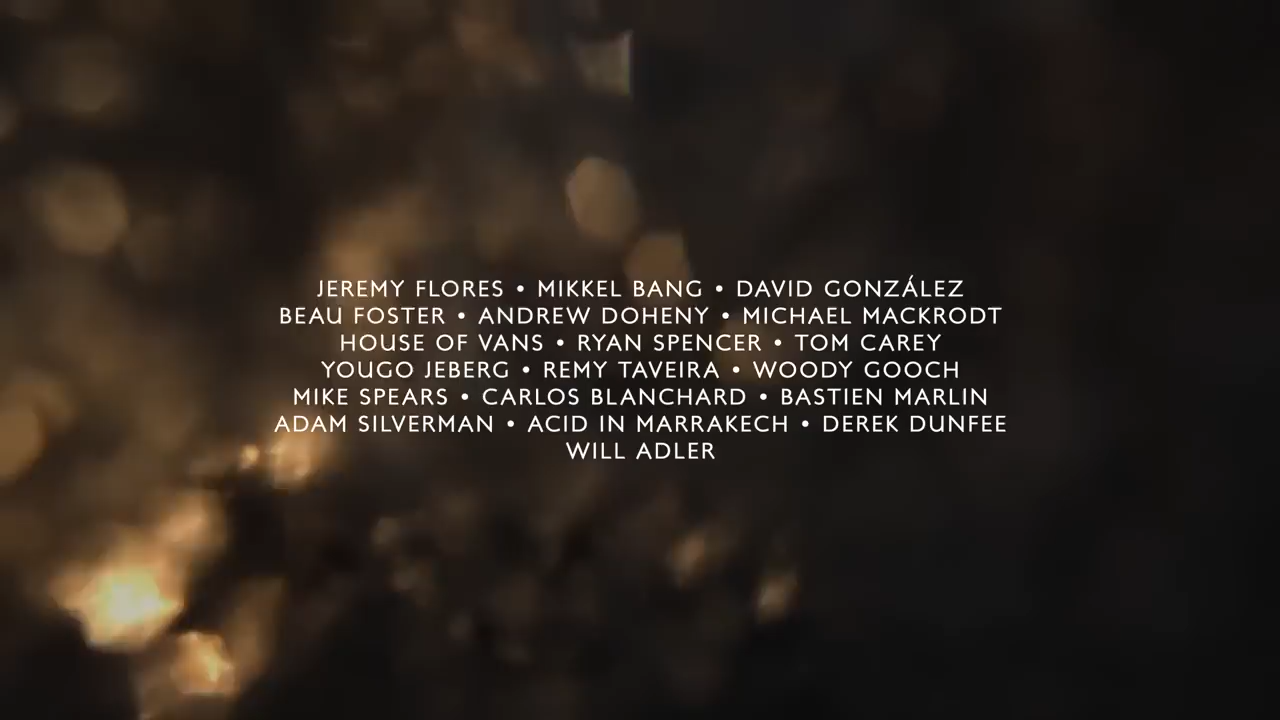 JEREMY FLORES • MIKKEL BANG • DAVID GONZÁLEZ
BEAU FOSTER • ANDREW DOHENY • MICHAEL MACKRODT
HOUSE OF VANS • RYAN SPENCER • TOM CAREY
YOUGO JEBERG • REMY TAVEIRA • WOODY GOOCH
MIKE SPEARS • CARLOS BLANCHARD • BASTIEN MARLIN
ADAM SILVERMAN • ACID IN MARRAKECH • DEREK DUNFEE
WILL ADLER